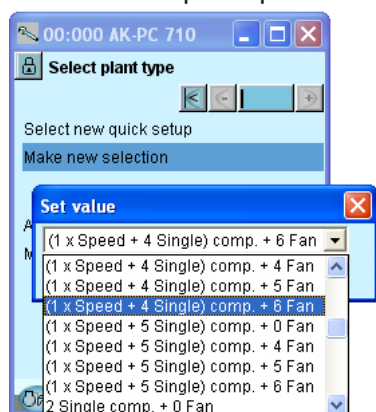 00:000 AK-PC 710
Select plant type
Select new quick setup
Make new selection
Set value
(1 x Speed + 4 Single) comp. + 6 Fan
(1 x Speed + 4 Single) comp. + 4 Fan
(1 x Speed + 4 Single) comp. + 5 Fan
(1 x Speed + 4 Single) comp. + 6 Fan
(1 x Speed + 5 Single) comp. + 0 Fan
(1 x Speed + 5 Single) comp. + 4 Fan
(1 x Speed + 5 Single) comp. + 5 Fan
(1 x Speed + 5 Single) comp. + 6 Fan
2 Single comp. + 0 Fan